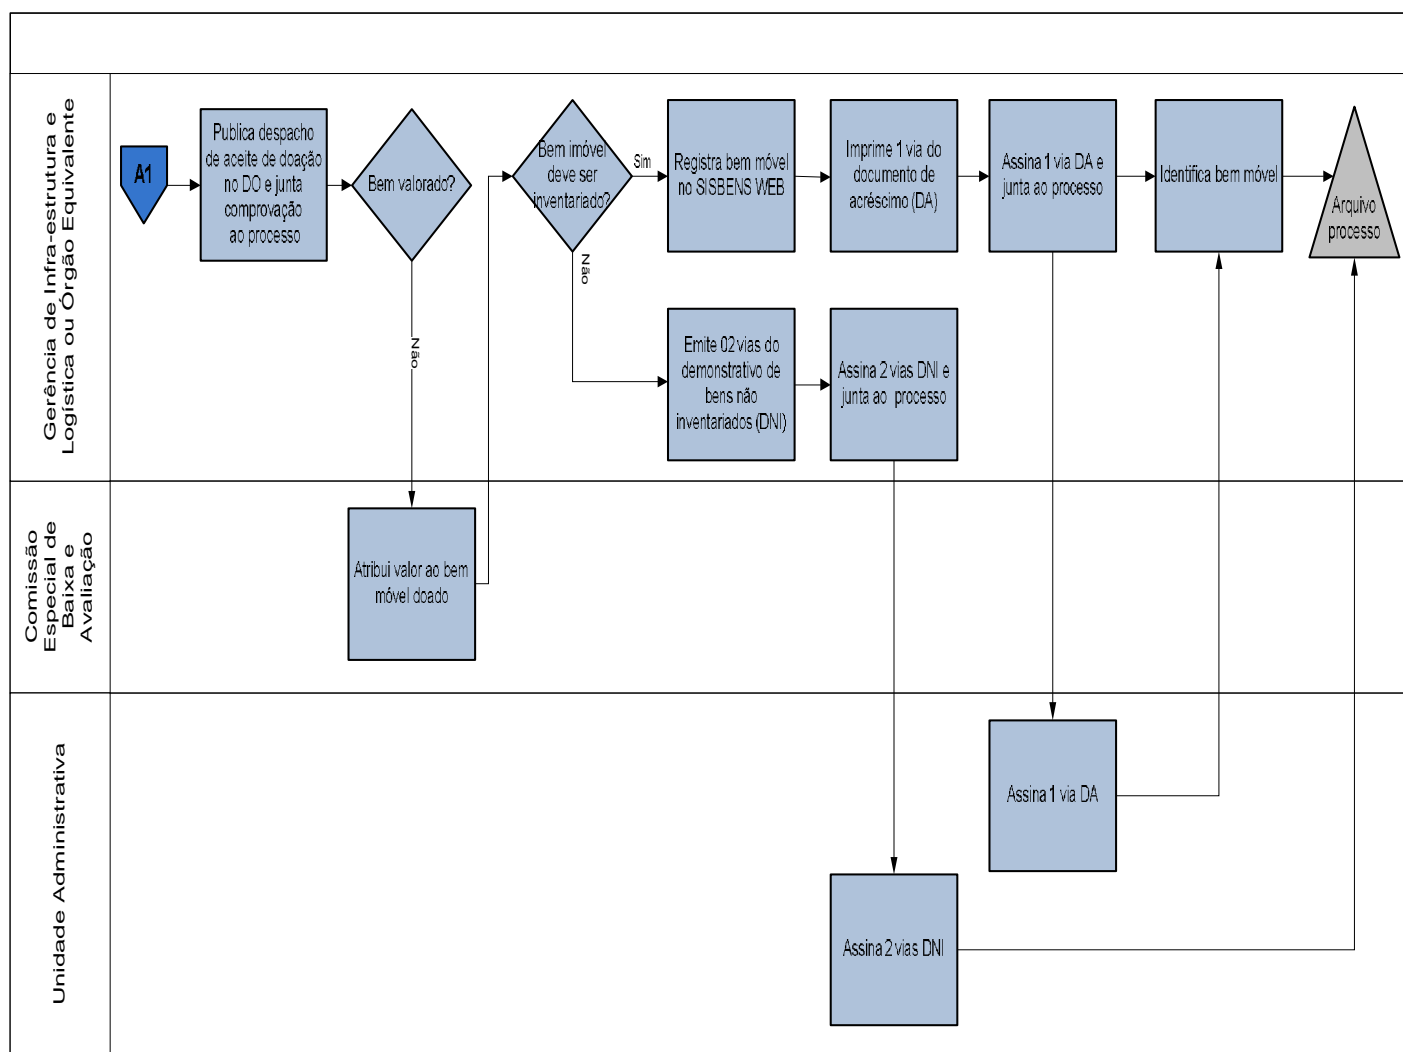 Gerência de Infra-estrutura e
Logística ou Órgão Equivalente
A1
Publica despacho
de aceite de doação
no DO e junta
comprovação
ao processo
Bem valorado?
Não
Bem imóvel
deve ser
inventariado?
Sim
Não
Registra bem móvel
no SISBENS WEB
Imprime 1 via do
documento de
acréscimo (DA)
Assina 1 via DA e
junta ao processo
Identifica bem móvel
Arquivo
processo
Emite 02 vias do
demonstrativo de
bens não
inventariados (DNI)
Assina 2 vias DNI e
junta ao processo
Comissão
Especial de
Baixa e
Avaliação
Atribui valor ao bem
móvel doado
Unidade Administrativa
Assina 1 via DA
Assina 2 vias DNI